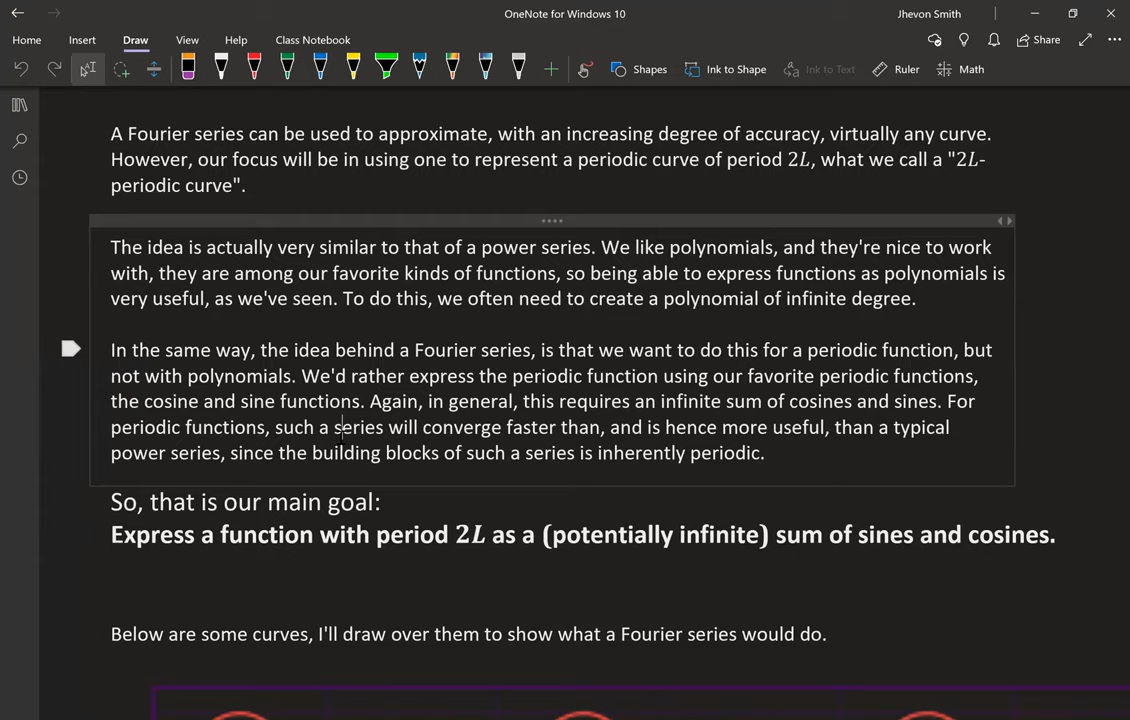 OneNote for Windows 10
Jhevon Smith
Home Insert Draw View Help Class Notebook
Share
Shapes
Ink to Shape
Ink to Text
Ruler
Math
A Fourier series can be used to approximate, with an increasing degree of accuracy, virtually any curve.
However, our focus will be in using one to represent a periodic curve of period 2L, what we call a "2L-
periodic curve".
The idea is actually very similar to that of a power series. We like polynomials, and they're nice to work
with, they are among our favorite kinds of functions, so being able to express functions as polynomials is
very useful, as we've seen. To do this, we often need to create a polynomial of infinite degree.
In the same way, the idea behind a Fourier series, is that we want to do this for a periodic function, but
not with polynomials. We'd rather express the periodic function using our favorite periodic functions,
the cosine and sine functions. Again, in general, this requires an infinite sum of cosines and sines. For
periodic functions, such a series will converge faster than, and is hence more useful, than a typical
power series, since the building blocks of such a series is inherently periodic.
So, that is our main goal:
Express a function with period 2L as a (potentially infinite) sum of sines and cosines.
Below are some curves, I'll draw over them to show what a Fourier series would do.